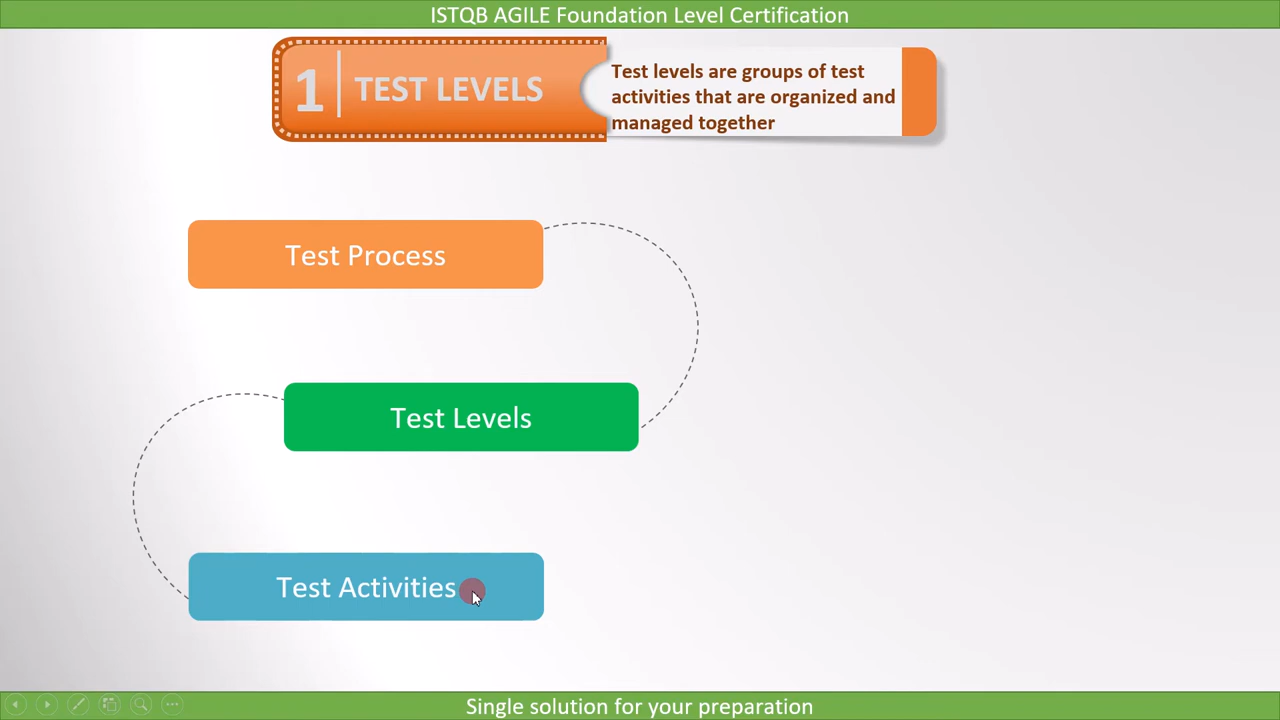 ISTQB AGILE Foundation Level Certification
1
TEST LEVELS
Test levels are groups of test
activities that are organized and
managed together
Test Process
Test Levels
Test Activities
Single solution for your preparation